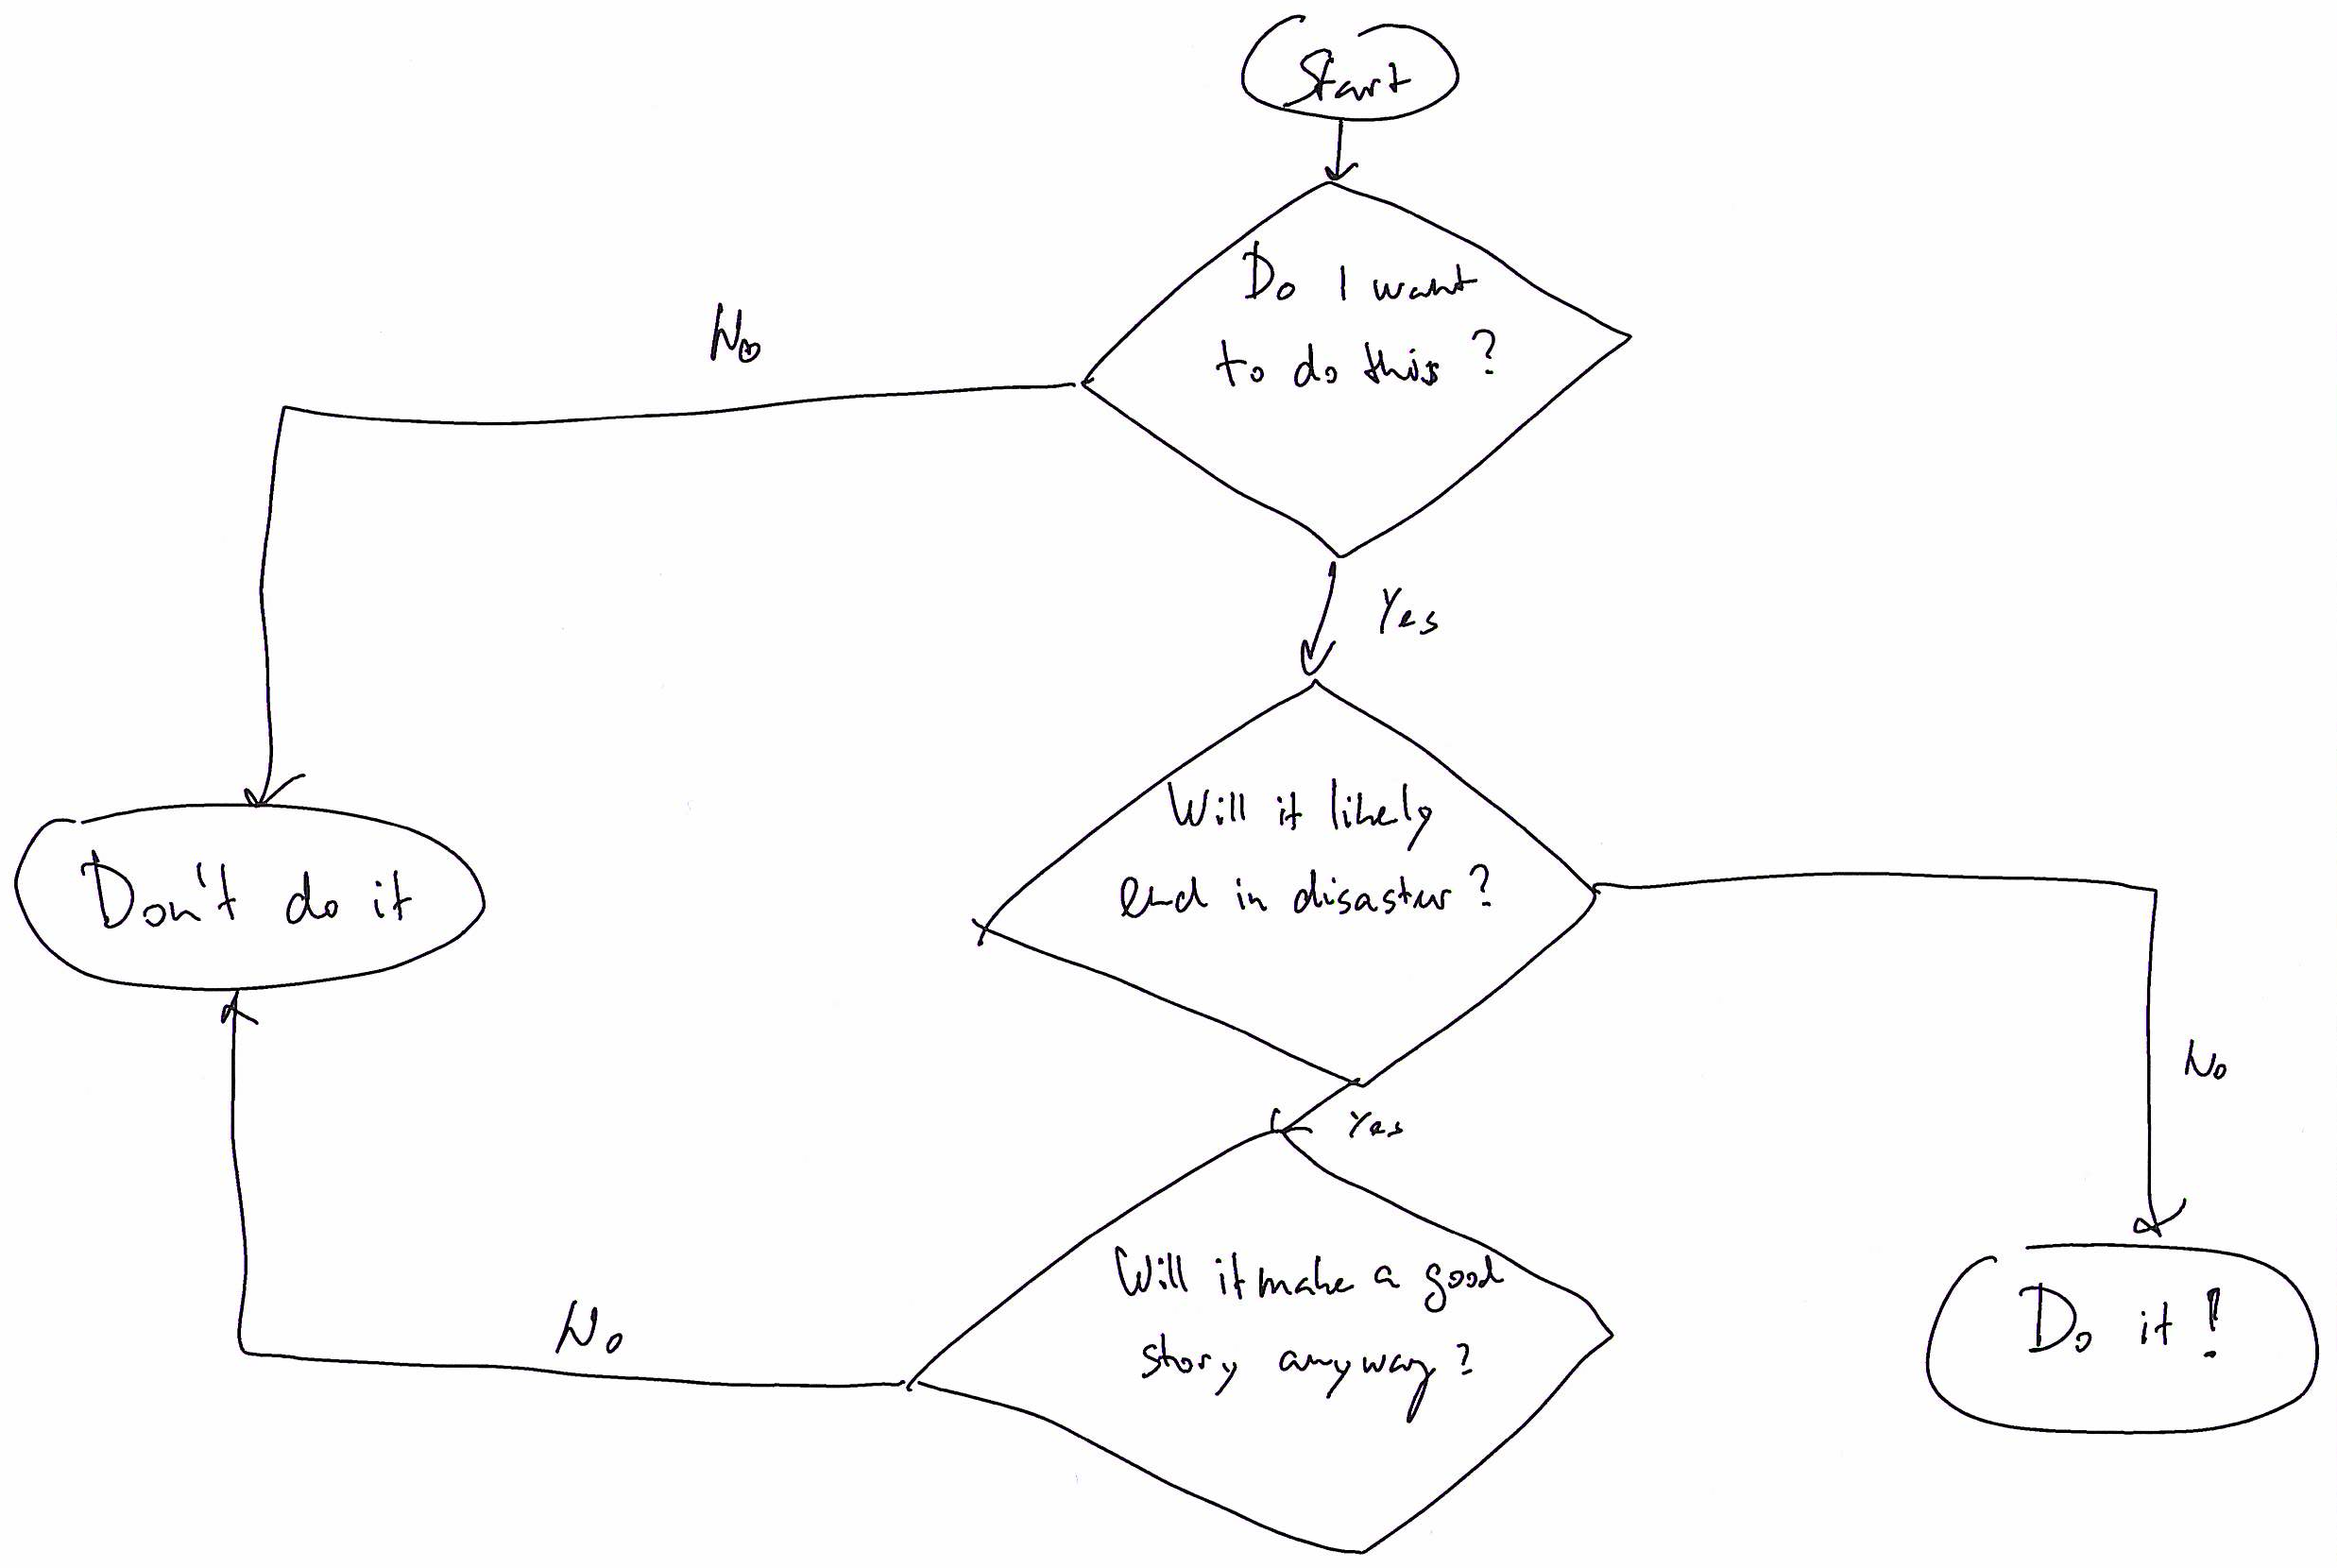 Start
Do I want
to do this?
No
Yes
Will it likely
end in disaster?
Don't do it
No
Yes
Will it make a good
story anyway?
No
Do it!